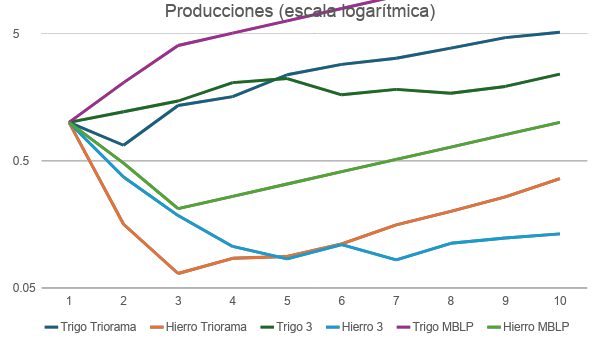 Producciones (escala logarítmica)
5
0.5
0.05
1 2 3 4 5 6 7 8 9 10
Trigo Triorama Hierro Triorama Trigo 3 Hierro 3 Trigo MBLP Hierro MBLP